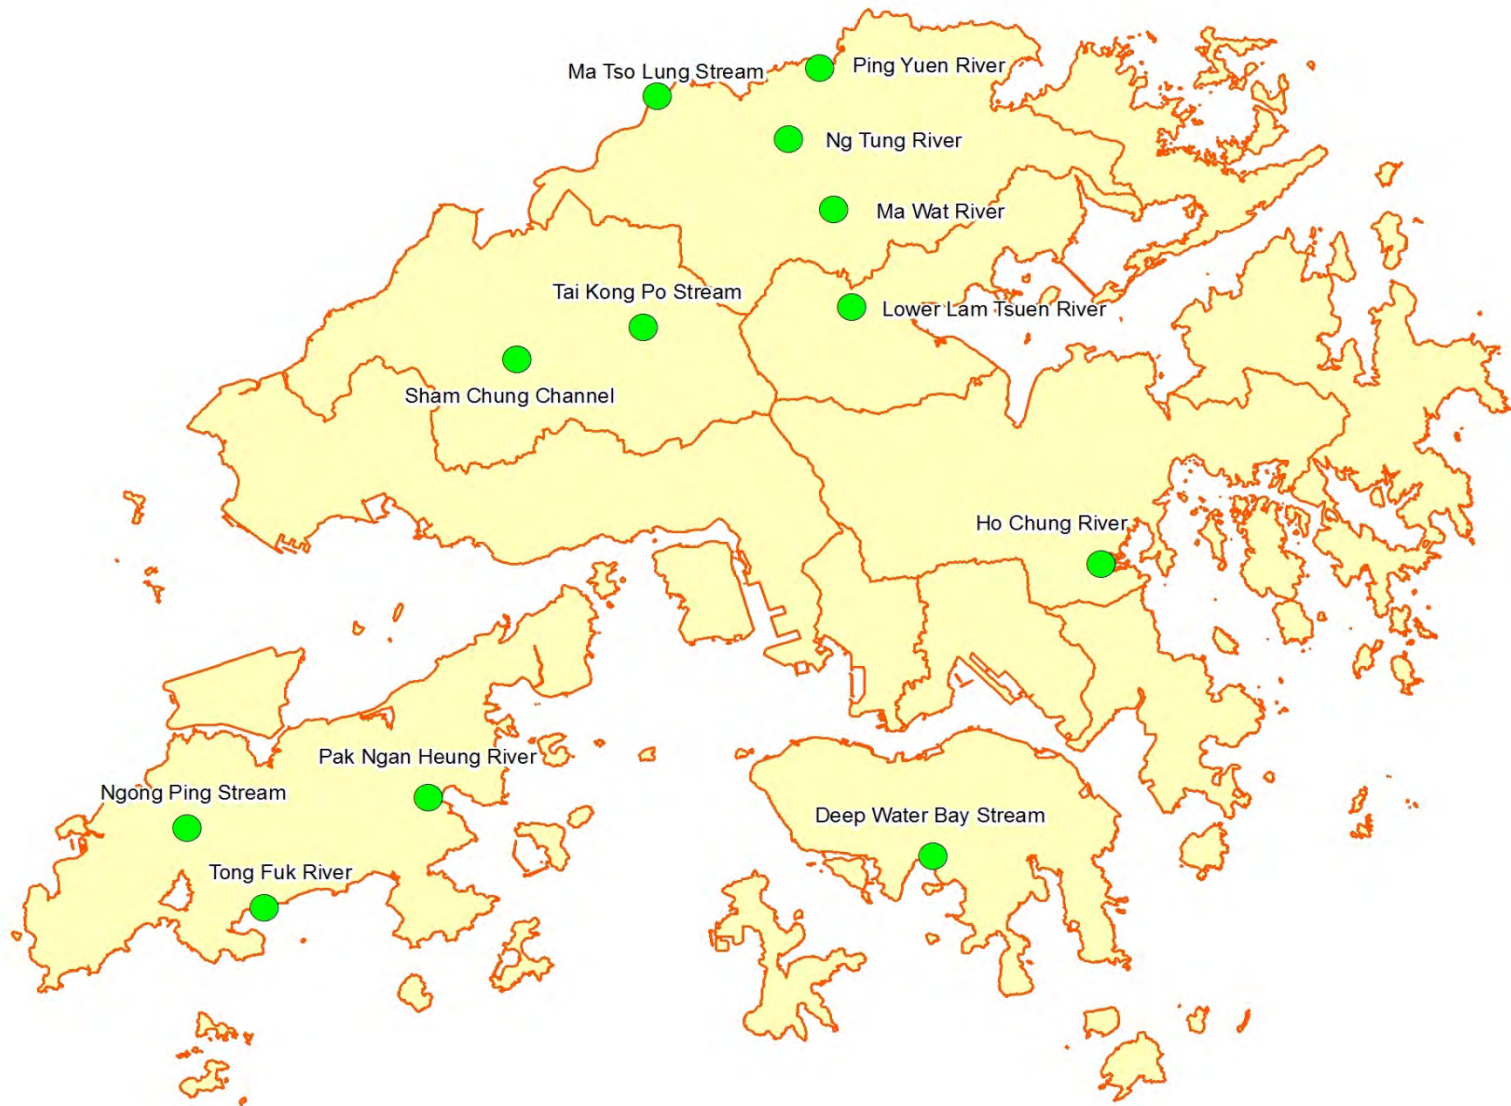 Ma Tso Lung Stream
Ping Yuen River
Ng Tung River
Ma Wat River
Tai Kong Po Stream
Lower Lam Tsuen River
Sham Chung Channel
Ho Chung River
Pak Ngan Heung River
Ngong Ping Stream
Deep Water Bay Stream
Tong Fuk River